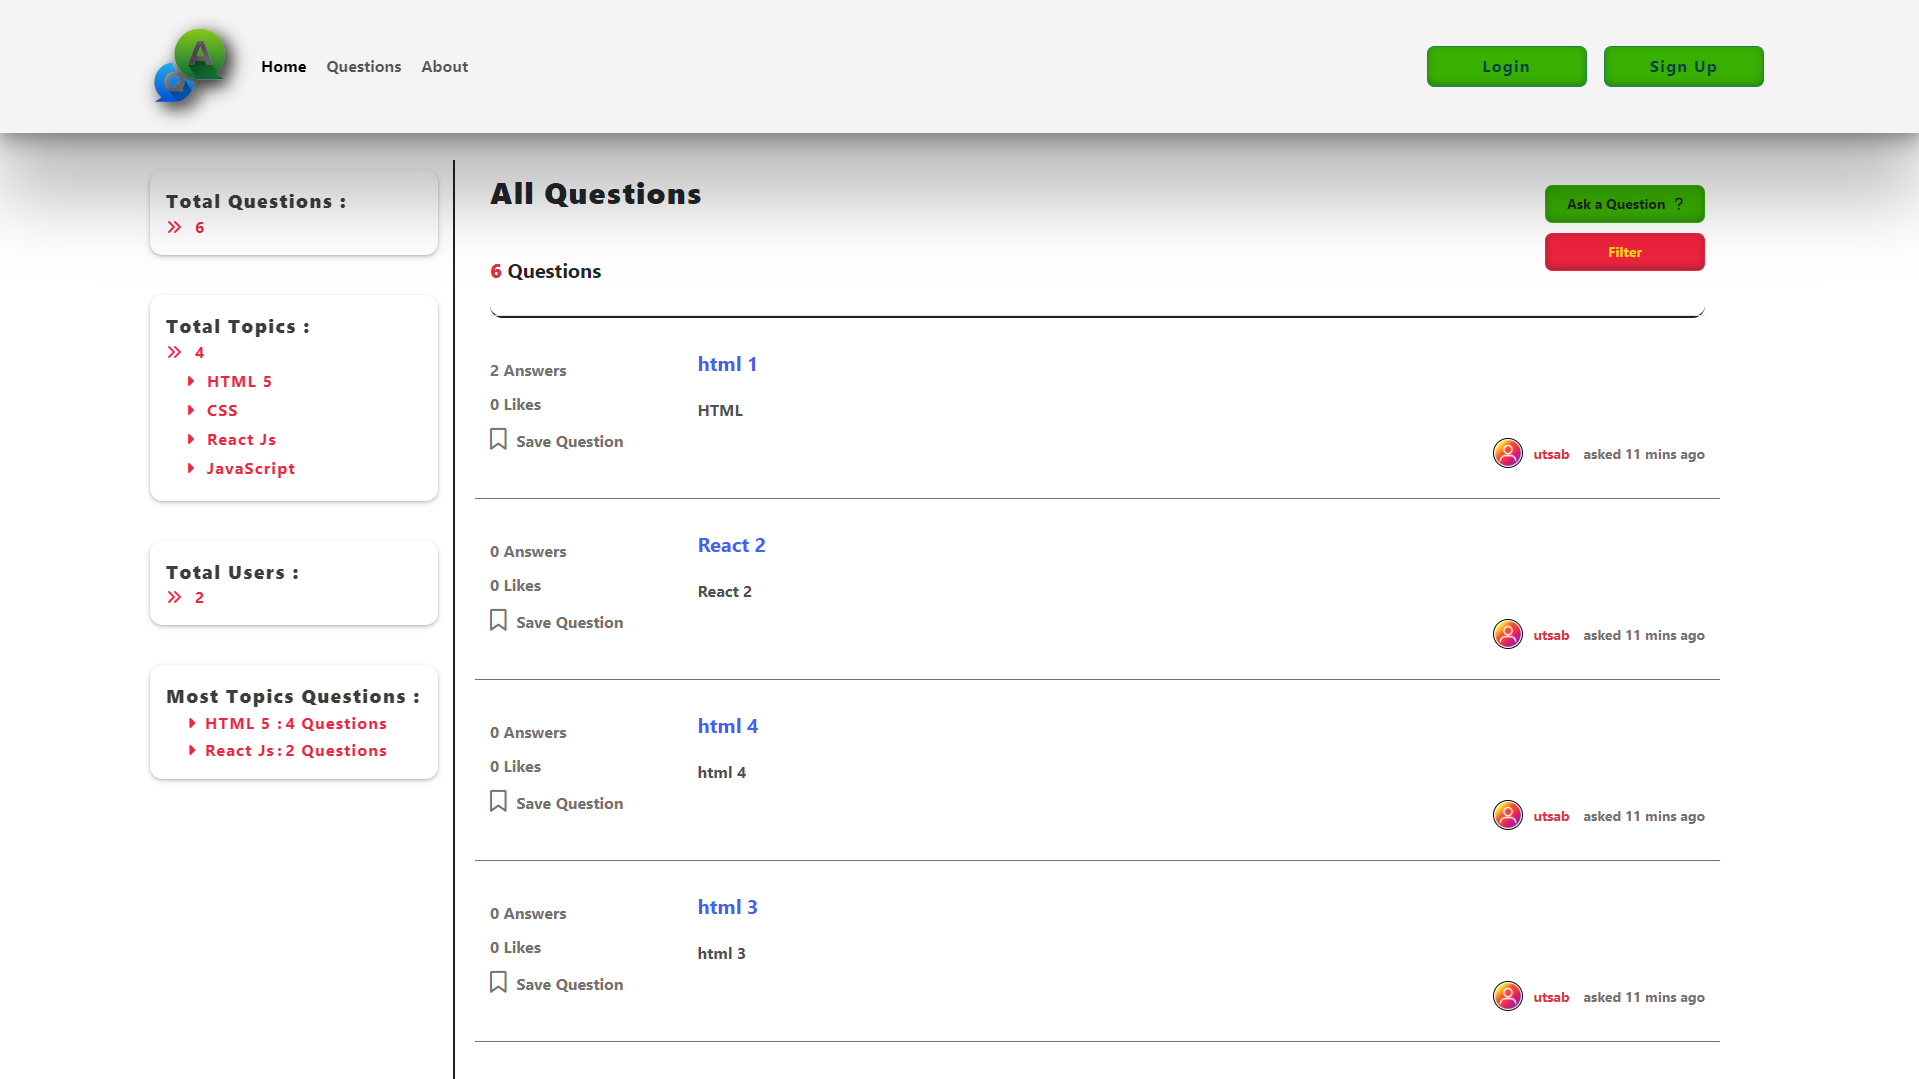 Q A
Home Questions About
Login Sign Up
Total Questions :
6
Total Topics :
4
HTML 5
CSS
React Js
JavaScript
Total Users :
2
Most Topics Questions :
HTML 5 :4 Questions
React Js:2 Questions
All Questions
Ask a Question ?
Filter
6 Questions
2 Answers
0 Likes
Save Question
html 1
HTML
utsab asked 11 mins ago
0 Answers
0 Likes
Save Question
React 2
React 2
utsab asked 11 mins ago
0 Answers
0 Likes
Save Question
html 4
html 4
utsab asked 11 mins ago
0 Answers
0 Likes
Save Question
html 3
html 3
utsab asked 11 mins ago